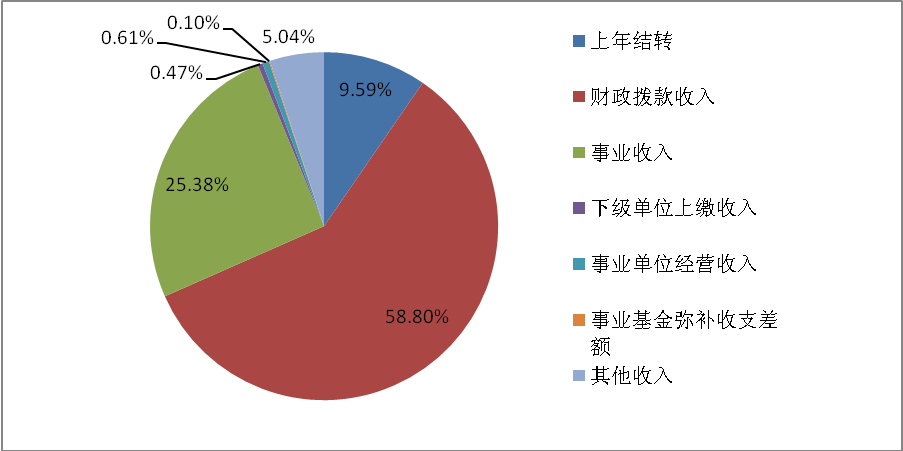 0.10%
5.04%
0.61%
0.47%
9.59%
25.38%
58.80%
上年结转
财政拨款收入
事业收入
下级单位上缴收入
事业单位经营收入
事业基金弥补收支差
额
其他收入